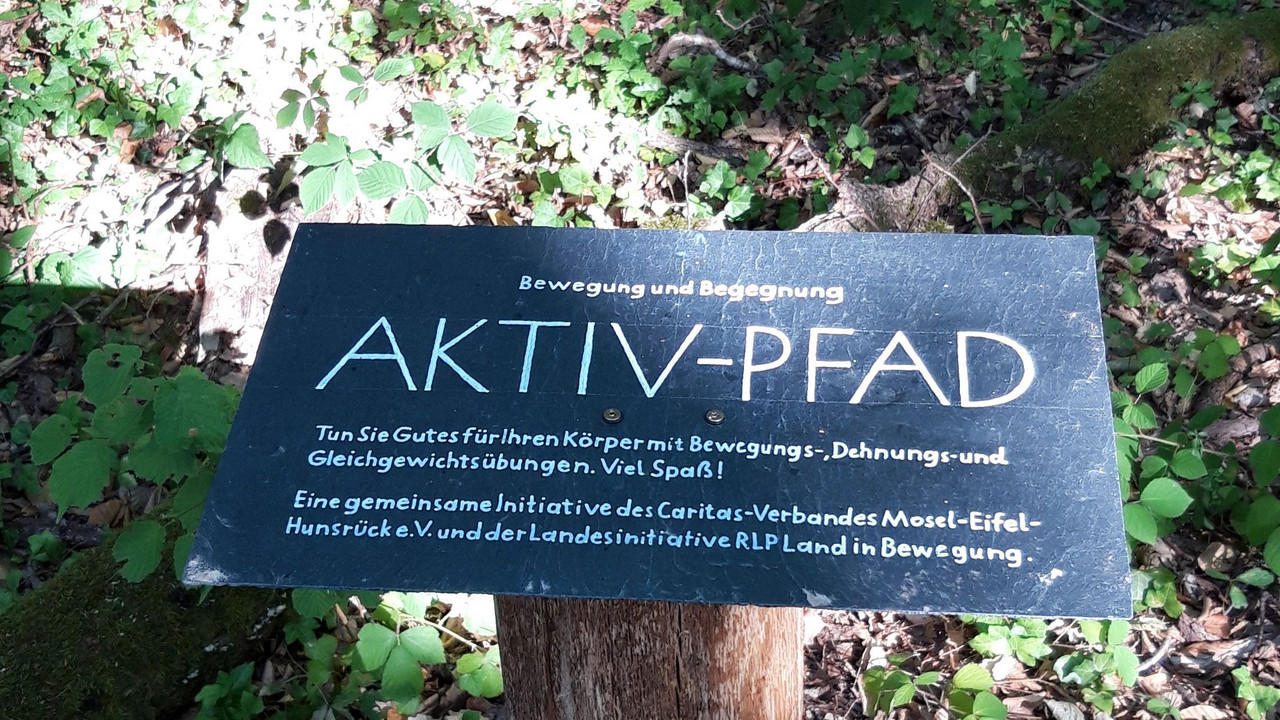 Bewegung und Begegnung
AKTIV-PFAD
Tun Sie Gutes für Ihren Körper mit Bewegungs-, Dehnungs- und
Gleichgewichtsübungen. Viel Spaß!
Eine gemeinsame Initiative des Caritas-Verbandes Mosel-Eifel-
Hunsrück e.V. und der Landesinitiative RLP Land in Bewegung.